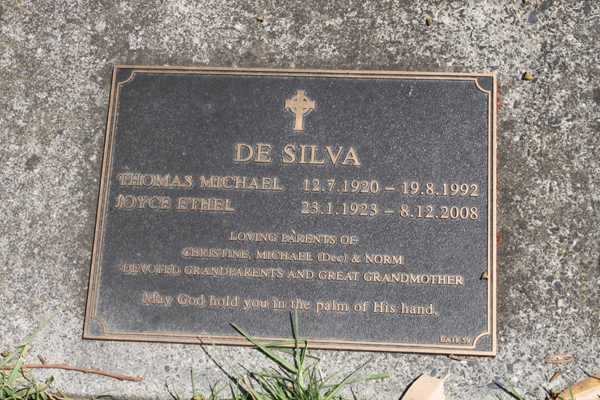 DE SILVA
THOMAS MICHAEL 12.7.1920 – 19.8.1992
JOYCE ETHEL 23.1.1923 – 8.12.2008
LOVING PARENTS OF
CHRISTINE, MICHAEL (Dec) & NORM
DEVOTED GRANDPARENTS AND GREAT GRANDMOTHER
May God hold you in the palm of His hand.